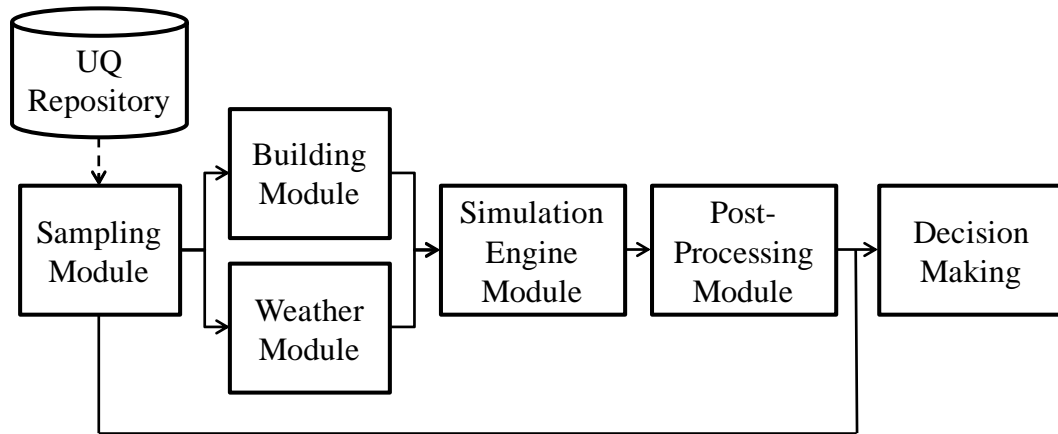 UQ
Repository
Sampling
Module
Building
Module
Weather
Module
Simulation
Engine
Module
Post-
Processing
Module
Decision
Making